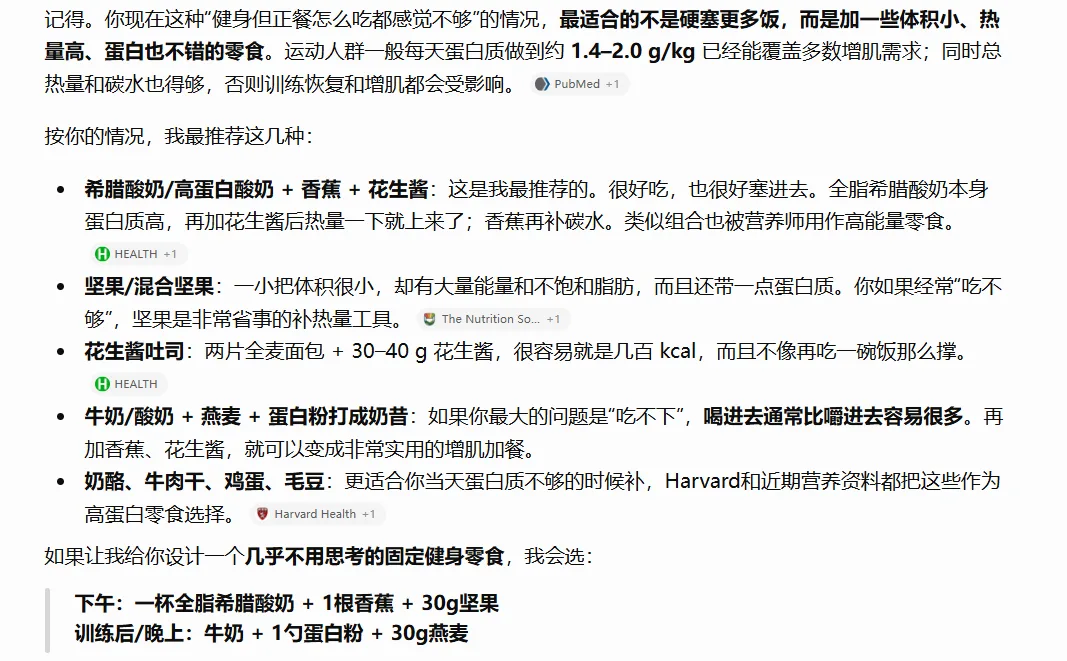 记得。你现在这种“健身但正餐怎么吃都感觉不够”的情况，最适合的不是硬塞更多饭，而是加一些体积小、热
量高、蛋白也不错的零食。运动人群一般每天蛋白质做到约 1.4–2.0 g/kg 已经能覆盖多数增肌需求；同时总
热量和碳水也得够，否则训练恢复和增肌都会受影响。 PubMed +1
按你的情况，我最推荐这几种：
• 希腊酸奶/高蛋白酸奶 + 香蕉 + 花生酱：这是我最推荐的。很好吃，也很好塞进去。全脂希腊酸奶本身
蛋白质高，再加花生酱后热量一下就上来了；香蕉再补碳水。类似组合也被营养师用作高能量零食。
HEALTH +1
• 坚果/混合坚果：一小把体积很小，却有大量能量和不饱和脂肪，而且还带一点蛋白质。你如果经常“吃不
够”，坚果是非常省事的补热量工具。 The Nutrition So... +1
• 花生酱吐司：两片全麦面包 + 30–40 g 花生酱，很容易就是几百 kcal，而且不像再吃一碗饭那么撑。
HEALTH
• 牛奶/酸奶 + 燕麦 + 蛋白粉打成奶昔：如果你最大的问题是“吃不下”，喝进去通常比嚼进去容易很多。再
加香蕉、花生酱，就可以变成非常实用的增肌加餐。
• 奶酪、牛肉干、鸡蛋、毛豆：更适合你当天蛋白质不够的时候补，Harvard和近期营养资料都把这些作为
高蛋白零食选择。 Harvard Health +1
如果让我给你设计一个几乎不用思考的固定健身零食，我会选：
下午：一杯全脂希腊酸奶 + 1根香蕉 + 30g坚果
训练后/晚上：牛奶 + 1勺蛋白粉 + 30g燕麦